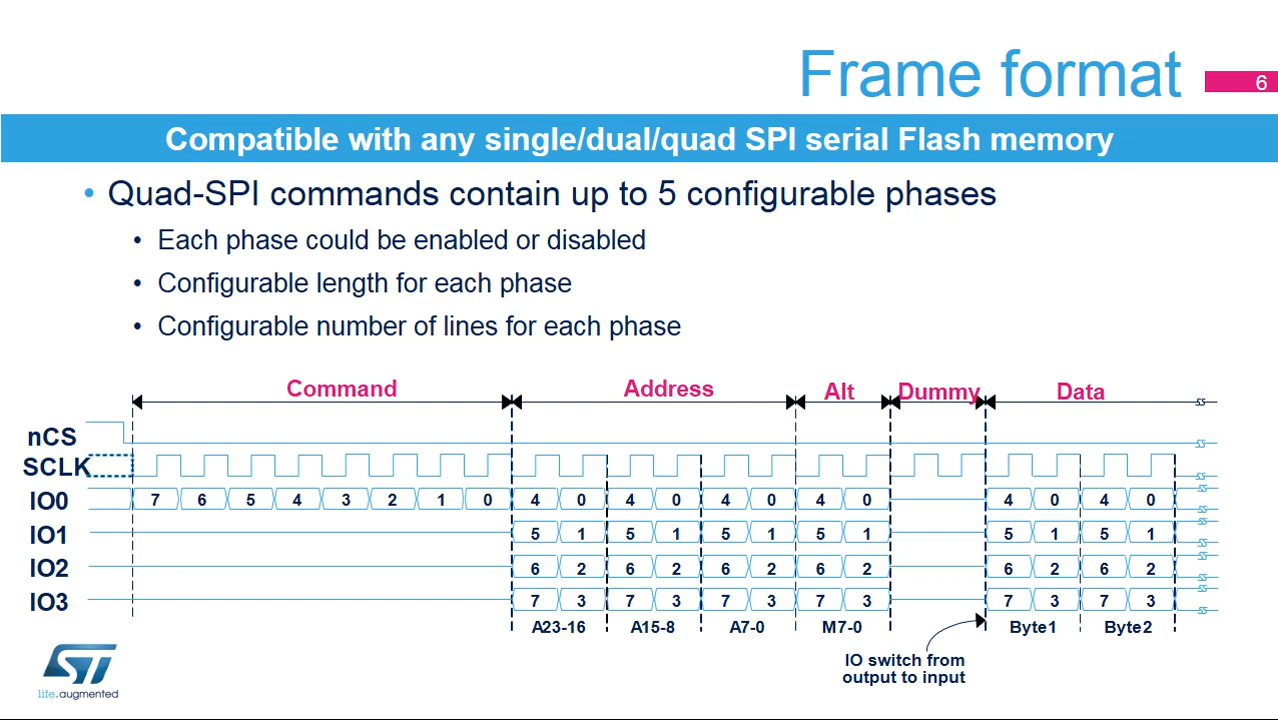 Frame format
6
Compatible with any single/dual/quad SPI serial Flash memory
• Quad-SPI commands contain up to 5 configurable phases
• Each phase could be enabled or disabled
• Configurable length for each phase
• Configurable number of lines for each phase
Command Address Alt Dummy Data
nCS
SCLK
IO0 7 6 5 4 3 2 1 0 4 0 4 0 4 0 4 0 4 0 4 0
IO1 5 1 5 1 5 1 5 1 5 1 5 1
IO2 6 2 6 2 6 2 6 2 6 2 6 2
IO3 7 3 7 3 7 3 7 3 7 3 7 3
A23-16 A15-8 A7-0 M7-0 Byte1 Byte2
IO switch from
output to input
ST
life.augmented